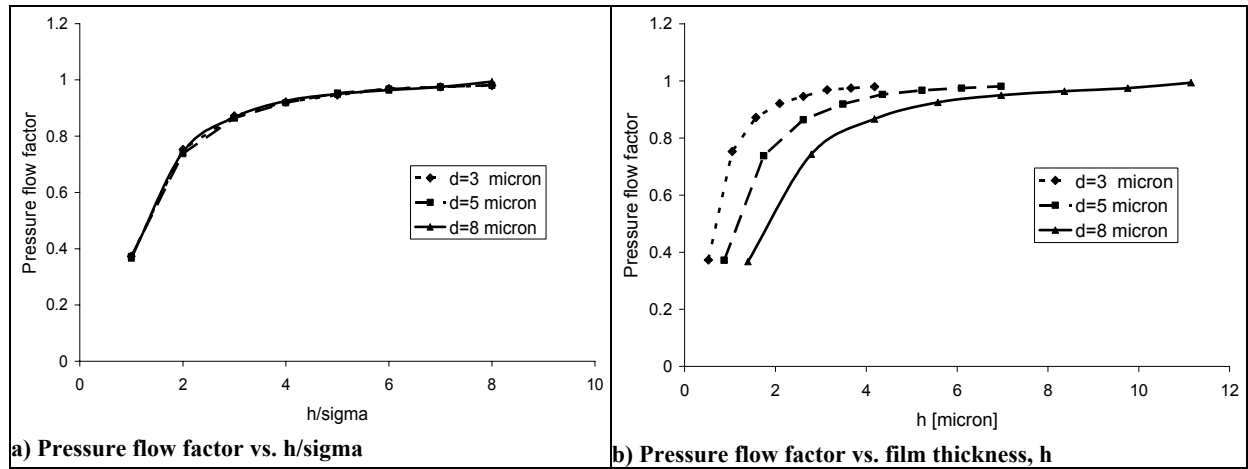 1.2
1
0.8
0.6
0.4
0.2
0
Pressure flow factor
0 2 4 6 8 10
h/sigma
d=3 micron
d=5 micron
d=8 micron
a) Pressure flow factor vs. h/sigma
1.2
1
0.8
0.6
0.4
0.2
0
Pressure flow factor
0 2 4 6 8 10 12
h [micron]
d=3 micron
d=5 micron
d=8 micron
b) Pressure flow factor vs. film thickness, h